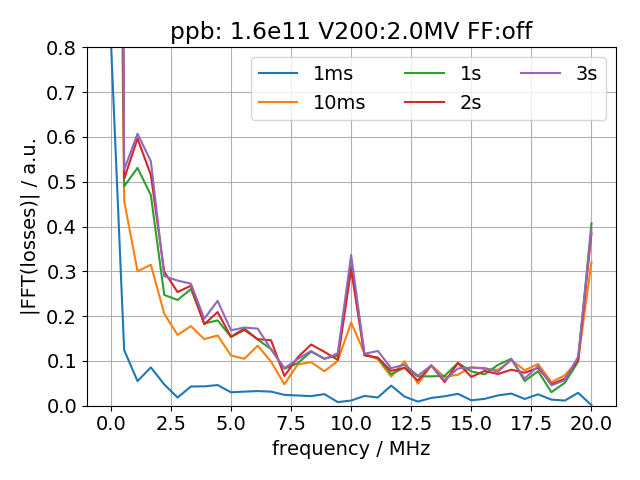 ppb: 1.6e11 V200:2.0MV FF:off
1ms 1s 3s
10ms 2s
|FFT(losses)| / a.u.
0.8
0.7
0.6
0.5
0.4
0.3
0.2
0.1
0.0
0.0 2.5 5.0 7.5 10.0 12.5 15.0 17.5 20.0
frequency / MHz